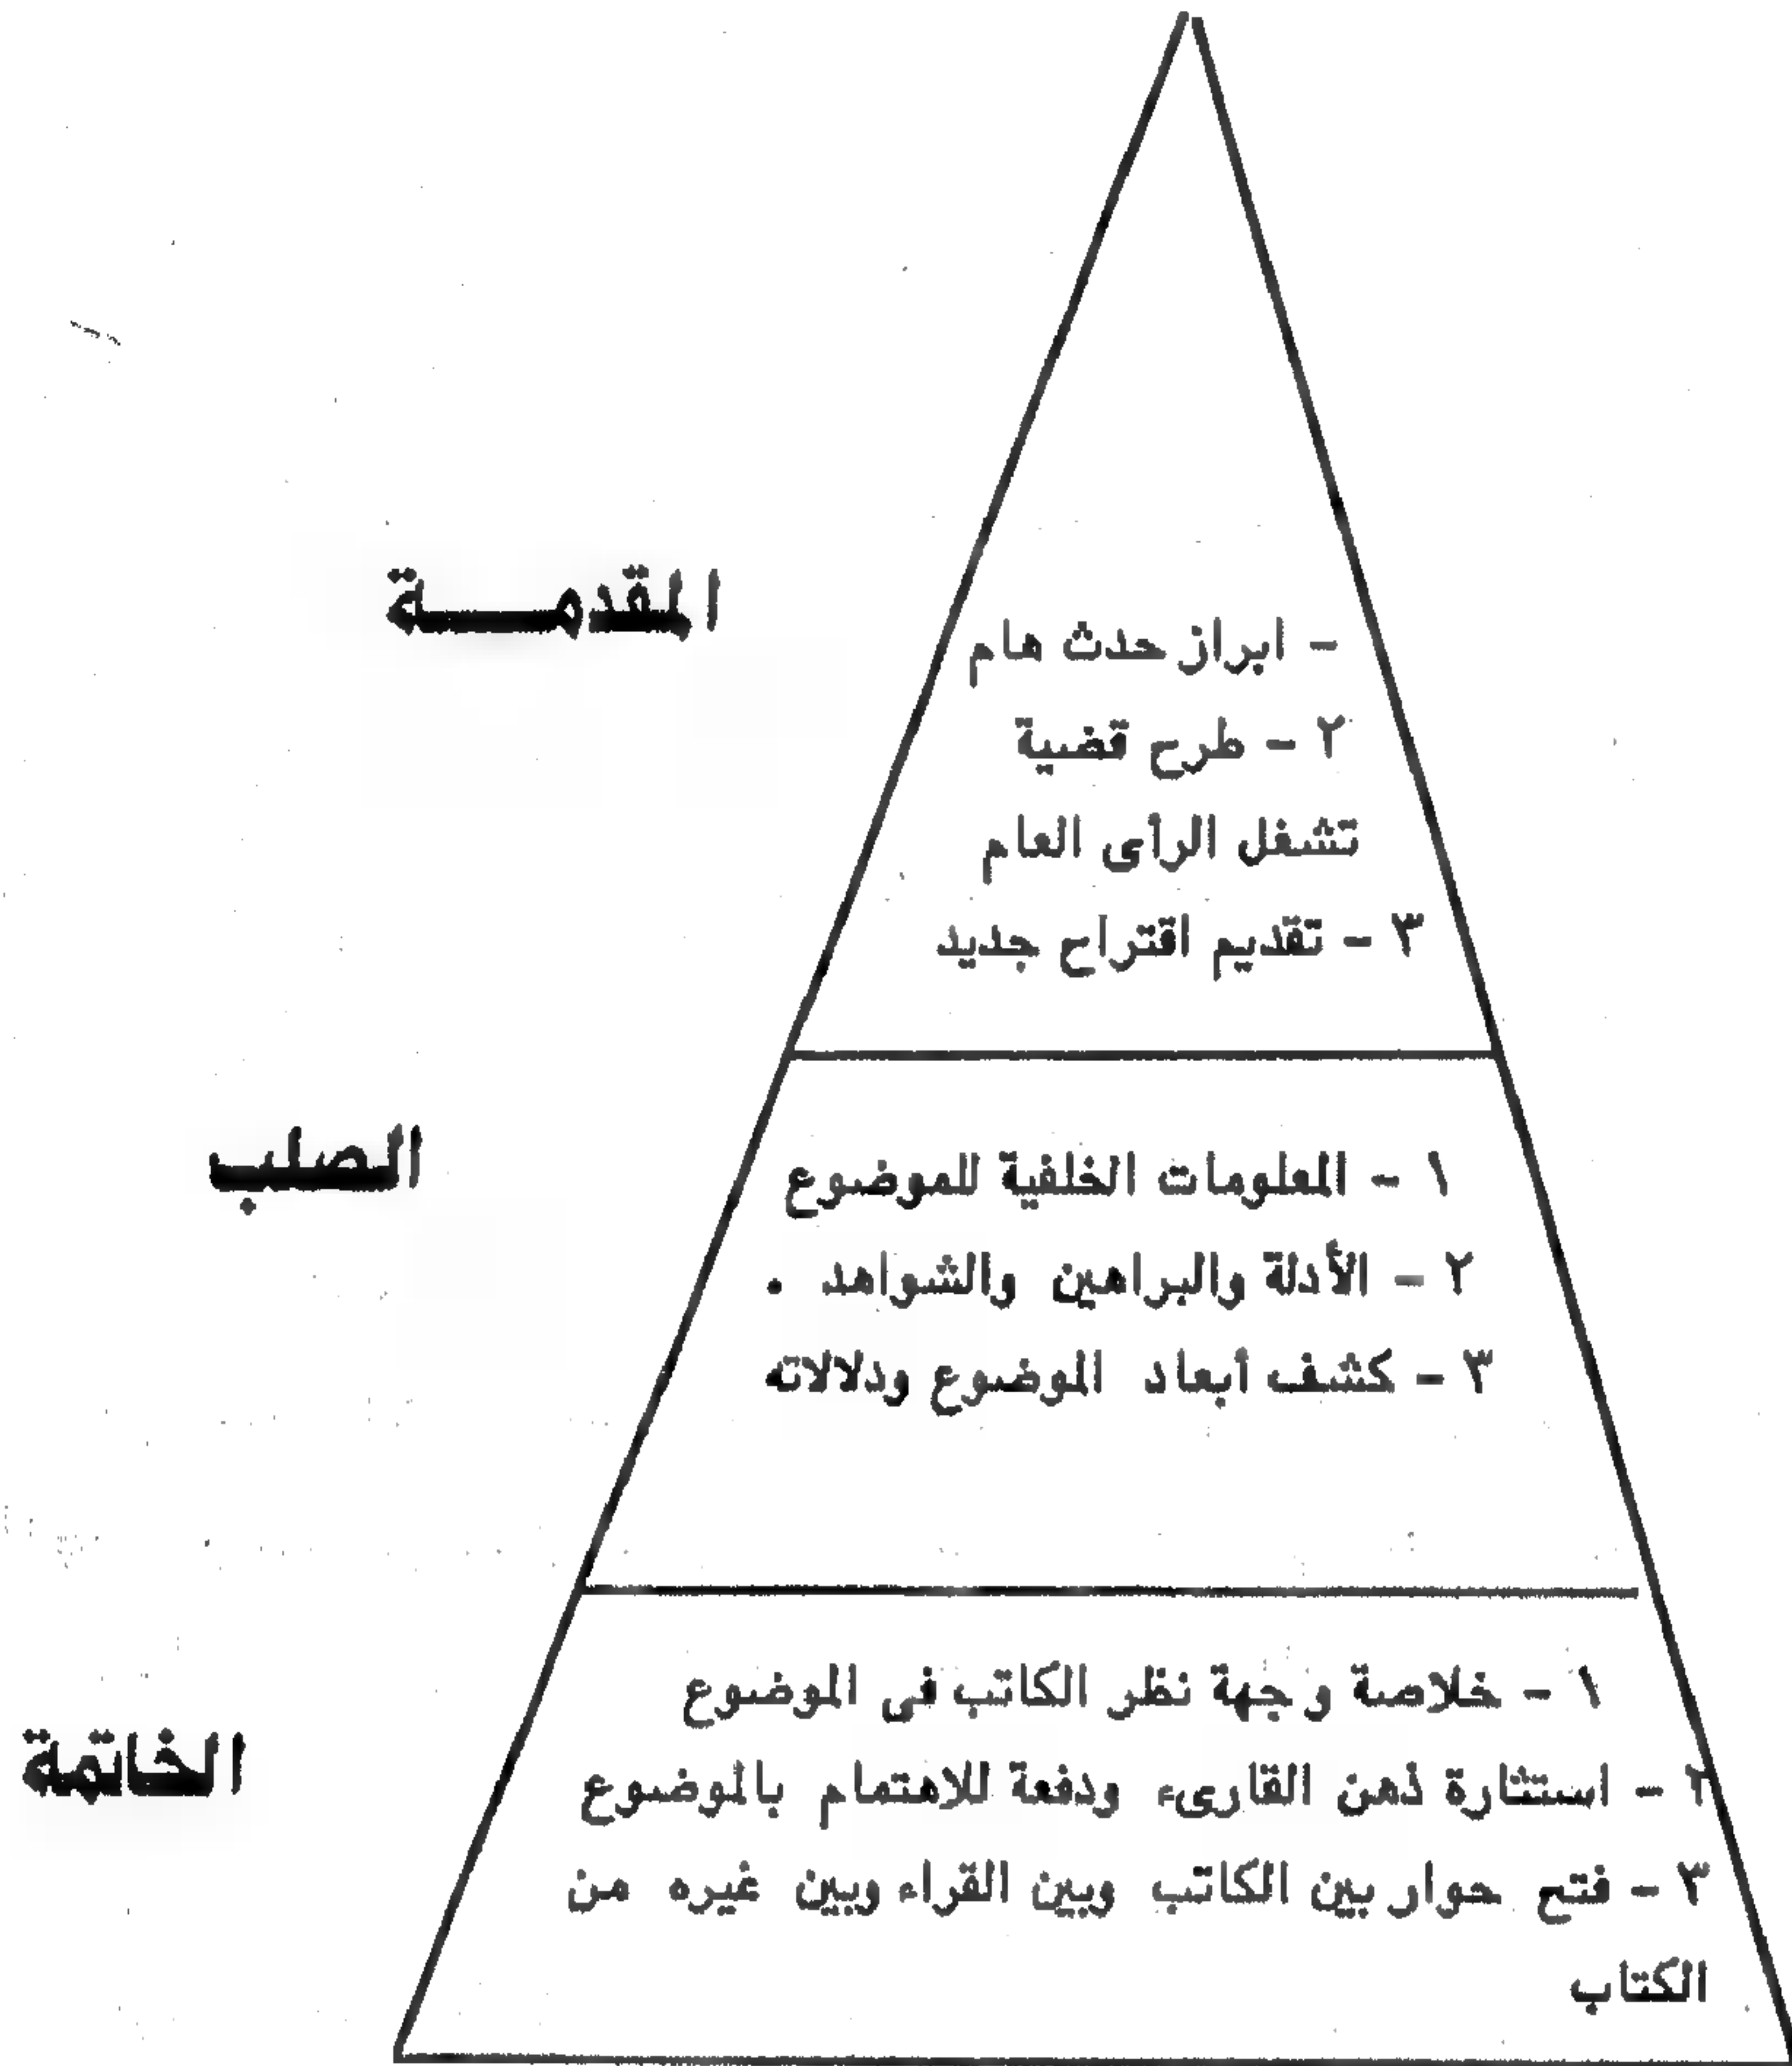 المقدمـــة
- ابراز حدث هام
٢ - طرح قضية
تشغل الرأى العام
٣ - تقديم اقتراح جديد
الصلب
١ - المعلومات الخلفية للموضوع
٢ - الأدلة والبراهين والشواهد .
٣ - كشف أبعاد الموضوع ودلالاته
الخاتمة
١ - خلاصة وجهة نظر الكاتب فى الموضوع
٢ - استثارة ذهن القارىء ودفعة للاهتمام بالموضوع
٣ - فتح حوار بين الكاتب وبين القراء وبين غيره من
الكتاب